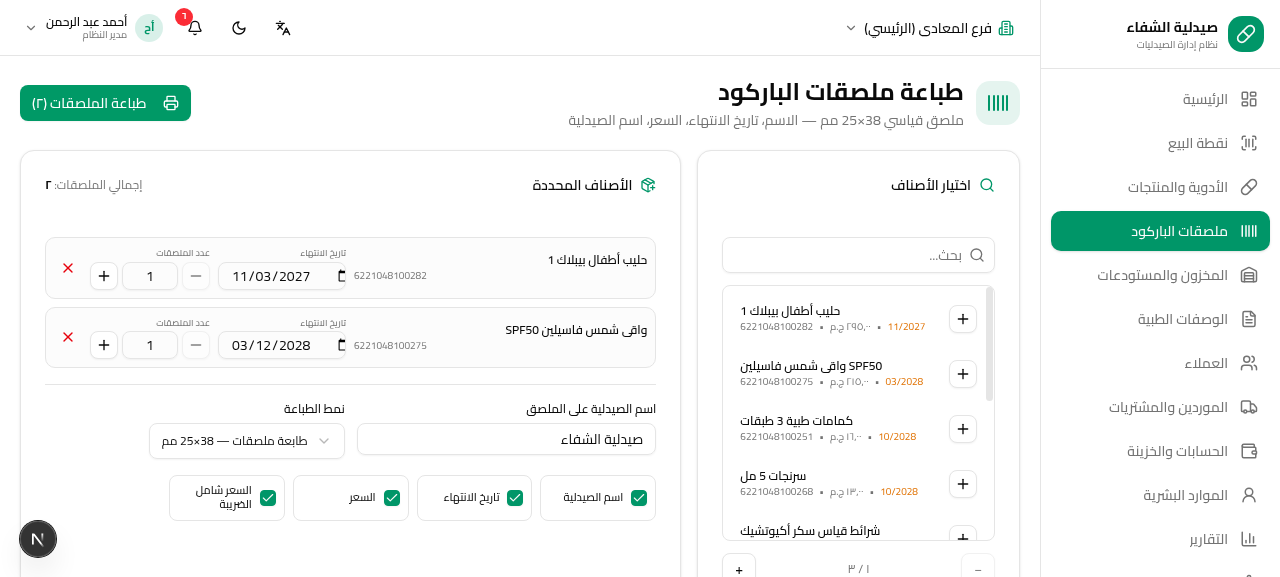 صيدلية الشفاء
نظام إدارة الصيدليات
الرئيسية
نقطة البيع
الأدوية والمنتجات
ملصقات الباركود
المخزون والمستودعات
الوصفات الطبية
العملاء
الموردين والمشتريات
الحسابات والخزينة
الموارد البشرية
التقارير
فرع المعادي (الرئيسي)
٦
أح
أحمد عبد الرحمن
مدير النظام
طباعة ملصقات الباركود
ملصق قياسي 38×25 مم — الاسم، تاريخ الانتهاء، السعر، اسم الصيدلية
طباعة الملصقات (٢)
اختيار الأصناف
بحث...
حليب أطفال بيبلاك 1
6221048100282 • ٢٩٥,٠٠ ج.م • 11/2027
واقي شمس فاسيلين SPF50
6221048100275 • ٢١٥,٠٠ ج.م • 03/2028
كمامات طبية 3 طبقات
6221048100251 • ١٦,٠٠ ج.م • 10/2028
سرنجات 5 مل
6221048100268 • ١٣,٠٠ ج.م • 10/2028
شرائط قياس سكر أكيوتشيك
+
١ / ٣
−
الأصناف المحددة
إجمالي الملصقات: ٢
حليب أطفال بيبلاك 1
6221048100282
تاريخ الانتهاء
11/03/2027
عدد الملصقات
1
واقي شمس فاسيلين SPF50
6221048100275
تاريخ الانتهاء
03/12/2028
عدد الملصقات
1
اسم الصيدلية على الملصق
صيدلية الشفاء
نمط الطباعة
طابعة ملصقات — 38×25 مم
اسم الصيدلية
تاريخ الانتهاء
السعر
السعر شامل
الضريبة
N